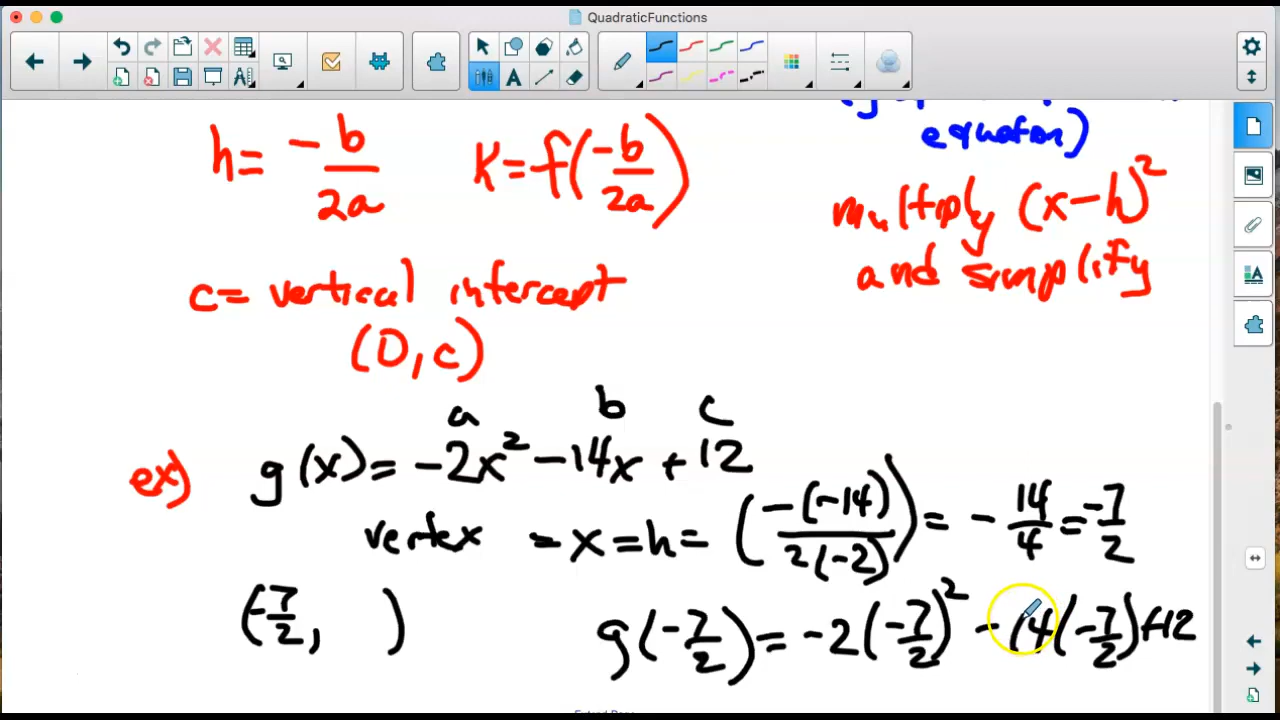 QuadraticFunctions
equation)
h = -b/2a K = f(-b/2a)
multiply (x-h)²
and simplify
c = vertical intercept
(0, c)
a b c
ex) g(x) = -2x² - 14x + 12
vertex = x = h = (-(-14)/2(-2)) = -14/4 = -7/2
(-7/2, )
g(-7/2) = -2(-7/2)² - 14(-7/2) + 12